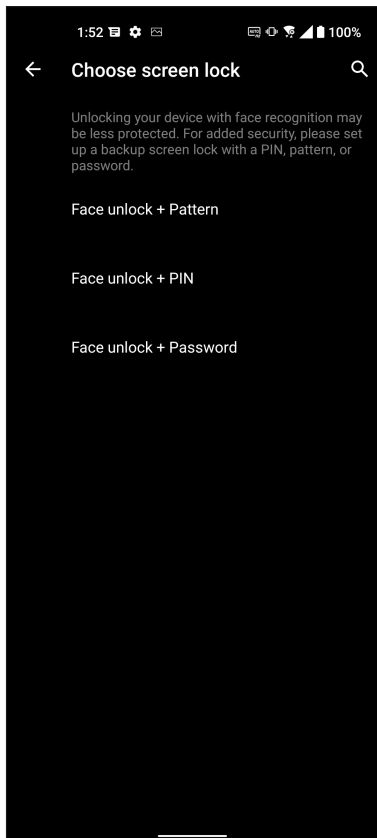 1:52 100%
Choose screen lock
Unlocking your device with face recognition may
be less protected. For added security, please set
up a backup screen lock with a PIN, pattern, or
password.
Face unlock + Pattern
Face unlock + PIN
Face unlock + Password